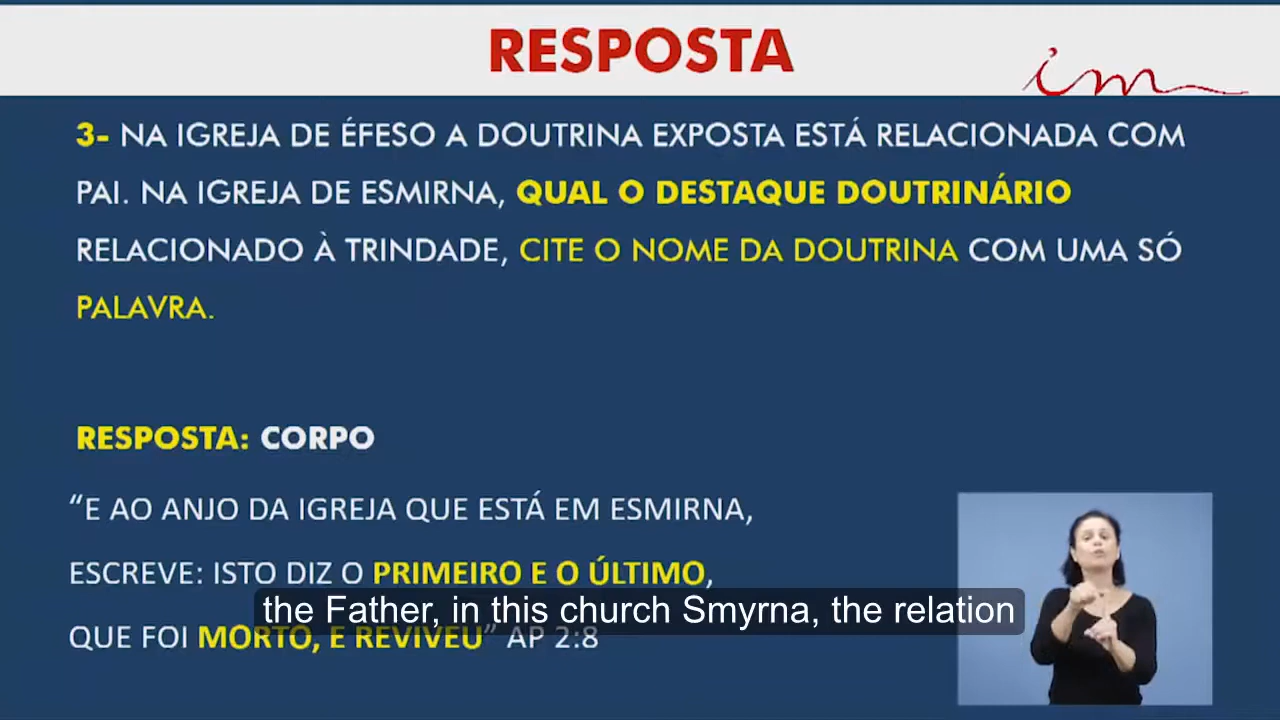 RESPOSTA
im
3- NA IGREJA DE ÉFESO A DOUTRINA EXPOSTA ESTÁ RELACIONADA COM
PAI. NA IGREJA DE ESMIRNA, QUAL O DESTAQUE DOUTRINÁRIO
RELACIONADO À TRINDADE, CITE O NOME DA DOUTRINA COM UMA SÓ
PALAVRA.
RESPOSTA: CORPO
“E AO ANJO DA IGREJA QUE ESTÁ EM ESMIRNA,
ESCREVE: ISTO DIZ O PRIMEIRO E O ÚLTIMO,
the Father, in this church Smyrna, the relation
QUE FOI MORTO, E REVIVEU” AP 2:8